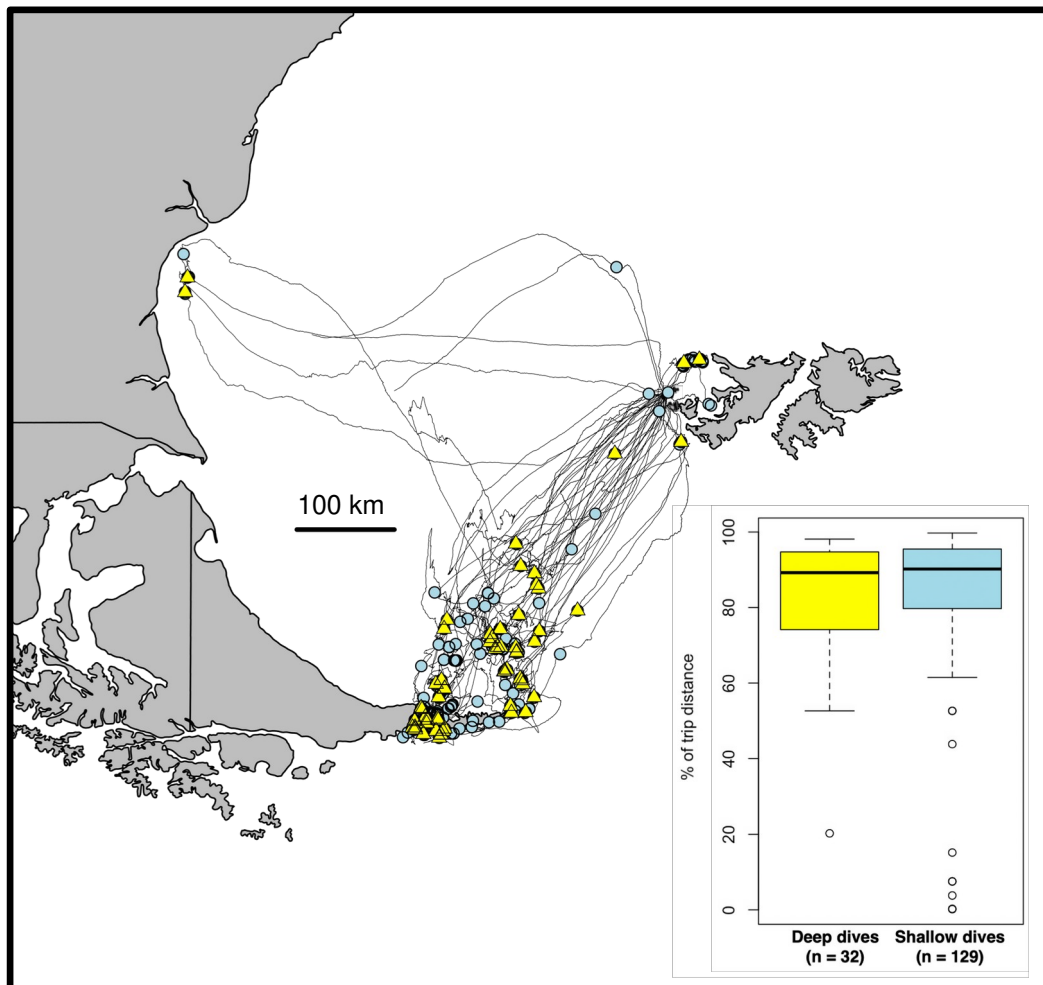 100 km
% of trip distance
100
80
60
40
20
0
Deep dives Shallow dives
(n = 32) (n = 129)